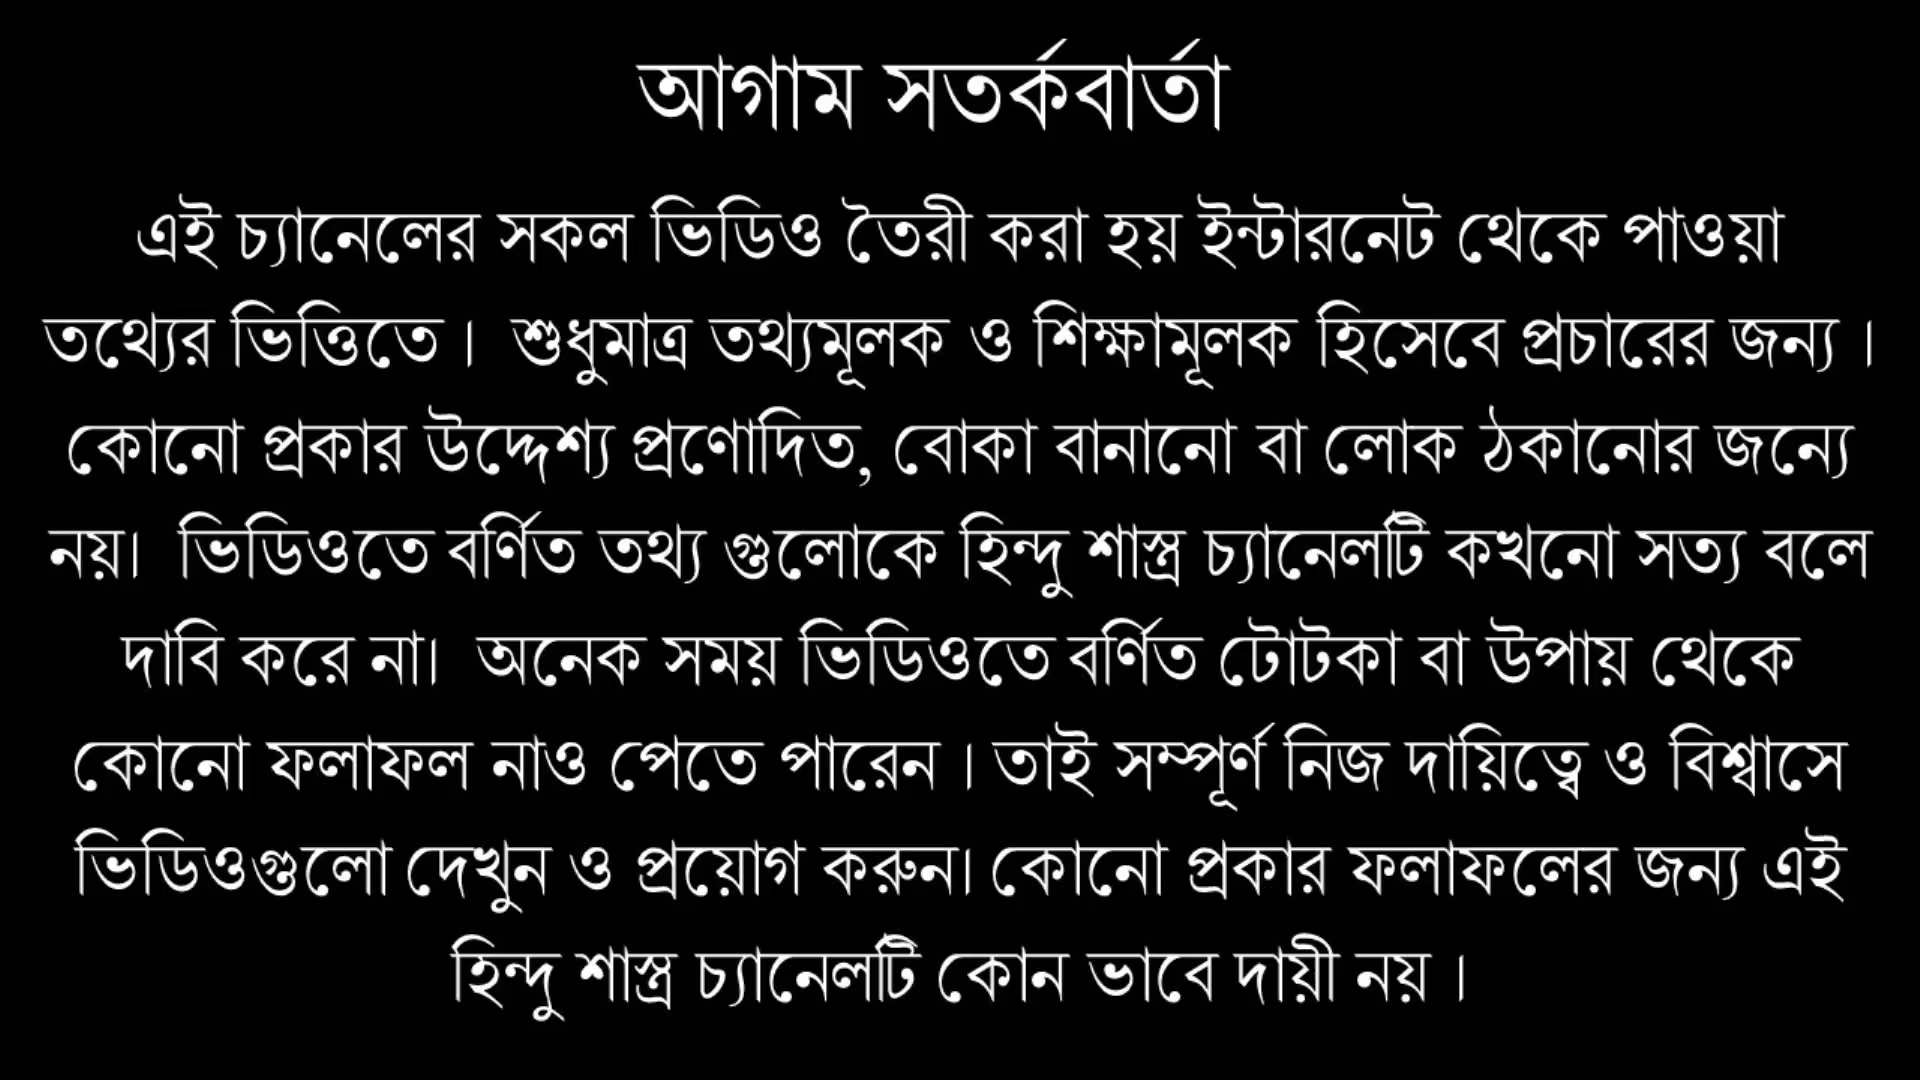 আগাম সতর্কবার্তা
এই চ্যানেলের সকল ভিডিও তৈরী করা হয় ইন্টারনেট থেকে পাওয়া
তথ্যের ভিত্তিতে ।  শুধুমাত্র তথ্যমূলক ও শিক্ষামূলক হিসেবে প্রচারের জন্য ।
কোনো প্রকার উদ্দেশ্য প্রণোদিত, বোকা বানানো বা লোক ঠকানোর জন্যে
নয়।  ভিডিওতে বর্ণিত তথ্য গুলোকে হিন্দু শাস্ত্র চ্যানেলটি কখনো সত্য বলে
দাবি করে না।  অনেক সময় ভিডিওতে বর্ণিত টোটকা বা উপায় থেকে
কোনো ফলাফল নাও পেতে পারেন । তাই সম্পূর্ণ নিজ দায়িত্বে ও বিশ্বাসে
ভিডিওগুলো দেখুন ও প্রয়োগ করুন। কোনো প্রকার ফলাফলের জন্য এই
হিন্দু শাস্ত্র চ্যানেলটি কোন ভাবে দায়ী নয় ।